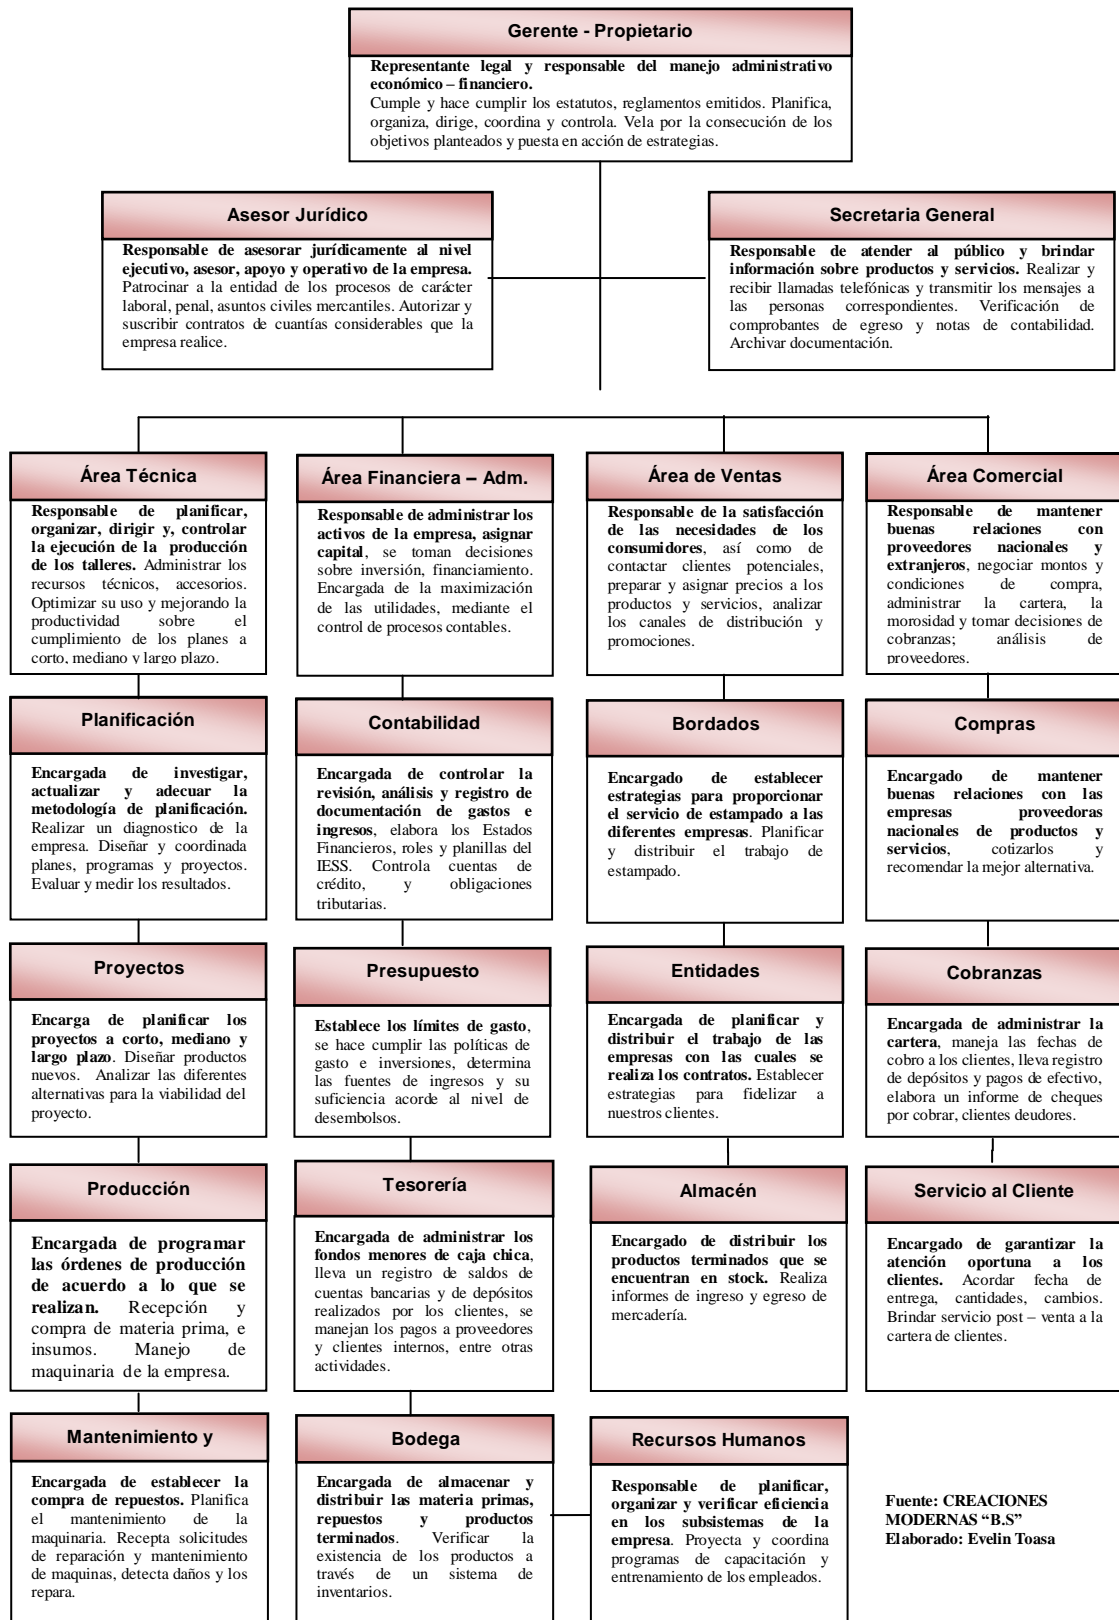 Gerente - Propietario
Representante legal y responsable del manejo administrativo
económico – financiero.
Cumple y hace cumplir los estatutos, reglamentos emitidos. Planifica,
organiza, dirige, coordina y controla. Vela por la consecución de los
objetivos planteados y puesta en acción de estrategias.
Asesor Jurídico
Responsable de asesorar jurídicamente al nivel
ejecutivo, asesor, apoyo y operativo de la empresa.
Patrocinar a la entidad de los procesos de carácter
laboral, penal, asuntos civiles mercantiles. Autorizar y
suscribir contratos de cuantías considerables que la
empresa realice.
Secretaria General
Responsable de atender al público y brindar
información sobre productos y servicios. Realizar y
recibir llamadas telefónicas y transmitir los mensajes a
las personas correspondientes. Verificación de
comprobantes de egreso y notas de contabilidad.
Archivar documentación.
Área Técnica
Responsable de planificar,
organizar, dirigir y, controlar
la ejecución de la producción
de los talleres. Administrar los
recursos técnicos, accesorios.
Optimizar su uso y mejorando la
productividad sobre el
cumplimiento de los planes a
corto, mediano y largo plazo.
Área Financiera – Adm.
Responsable de administrar los
activos de la empresa, asignar
capital, se toman decisiones
sobre inversión, financiamiento.
Encargada de la maximización
de las utilidades, mediante el
control de procesos contables.
Área de Ventas
Responsable de la satisfacción
de las necesidades de los
consumidores, así como de
contactar clientes potenciales,
preparar y asignar precios a los
productos y servicios, analizar
los canales de distribución y
promociones.
Área Comercial
Responsable de mantener
buenas relaciones con
proveedores nacionales y
extranjeros, negociar montos y
condiciones de compra,
administrar la cartera, la
morosidad y tomar decisiones de
cobranzas; análisis de
proveedores.
Planificación
Encargada de investigar,
actualizar y adecuar la
metodología de planificación.
Realizar un diagnostico de la
empresa. Diseñar y coordinada
planes, programas y proyectos.
Evaluar y medir los resultados.
Contabilidad
Encargada de controlar la
revisión, análisis y registro de
documentación de gastos e
ingresos, elabora los Estados
Financieros, roles y planillas del
IESS. Controla cuentas de
crédito, y obligaciones
tributarias.
Bordados
Encargado de establecer
estrategias para proporcionar
el servicio de estampado a las
diferentes empresas. Planificar
y distribuir el trabajo de
estampado.
Compras
Encargado de mantener
buenas relaciones con las
empresas proveedoras
nacionales de productos y
servicios, cotizarlos y
recomendar la mejor alternativa.
Proyectos
Encarga de planificar los
proyectos a corto, mediano y
largo plazo. Diseñar productos
nuevos. Analizar las diferentes
alternativas para la viabilidad del
proyecto.
Presupuesto
Establece los límites de gasto,
se hace cumplir las políticas de
gasto e inversiones, determina
las fuentes de ingresos y su
suficiencia acorde al nivel de
desembolsos.
Entidades
Encargada de planificar y
distribuir el trabajo de las
empresas con las cuales se
realiza los contratos. Establecer
estrategias para fidelizar a
nuestros clientes.
Cobranzas
Encargada de administrar la
cartera, maneja las fechas de
cobro a los clientes, lleva registro
de depósitos y pagos de efectivo,
elabora un informe de cheques
por cobrar, clientes deudores.
Producción
Encargada de programar
las órdenes de producción
de acuerdo a lo que se
realizan. Recepción y
compra de materia prima, e
insumos. Manejo de
maquinaria de la empresa.
Tesorería
Encargada de administrar los
fondos menores de caja chica,
lleva un registro de saldos de
cuentas bancarias y de depósitos
realizados por los clientes, se
manejan los pagos a proveedores
y clientes internos, entre otras
actividades.
Almacén
Encargado de distribuir los
productos terminados que se
encuentran en stock. Realiza
informes de ingreso y egreso de
mercadería.
Servicio al Cliente
Encargado de garantizar la
atención oportuna a los
clientes. Acordar fecha de
entrega, cantidades, cambios.
Brindar servicio post – venta a la
cartera de clientes.
Mantenimiento y
Encargada de establecer la
compra de repuestos. Planifica
el mantenimiento de la
maquinaria. Recepta solicitudes
de reparación y mantenimiento
de maquinas, detecta daños y los
repara.
Bodega
Encargada de almacenar y
distribuir las materia primas,
repuestos y productos
terminados. Verificar la
existencia de los productos a
través de un sistema de
inventarios.
Recursos Humanos
Responsable de planificar,
organizar y verificar eficiencia
en los subsistemas de la
empresa. Proyecta y coordina
programas de capacitación y
entrenamiento de los empleados.
Fuente: CREACIONES
MODERNAS “B.S”
Elaborado: Evelin Toasa